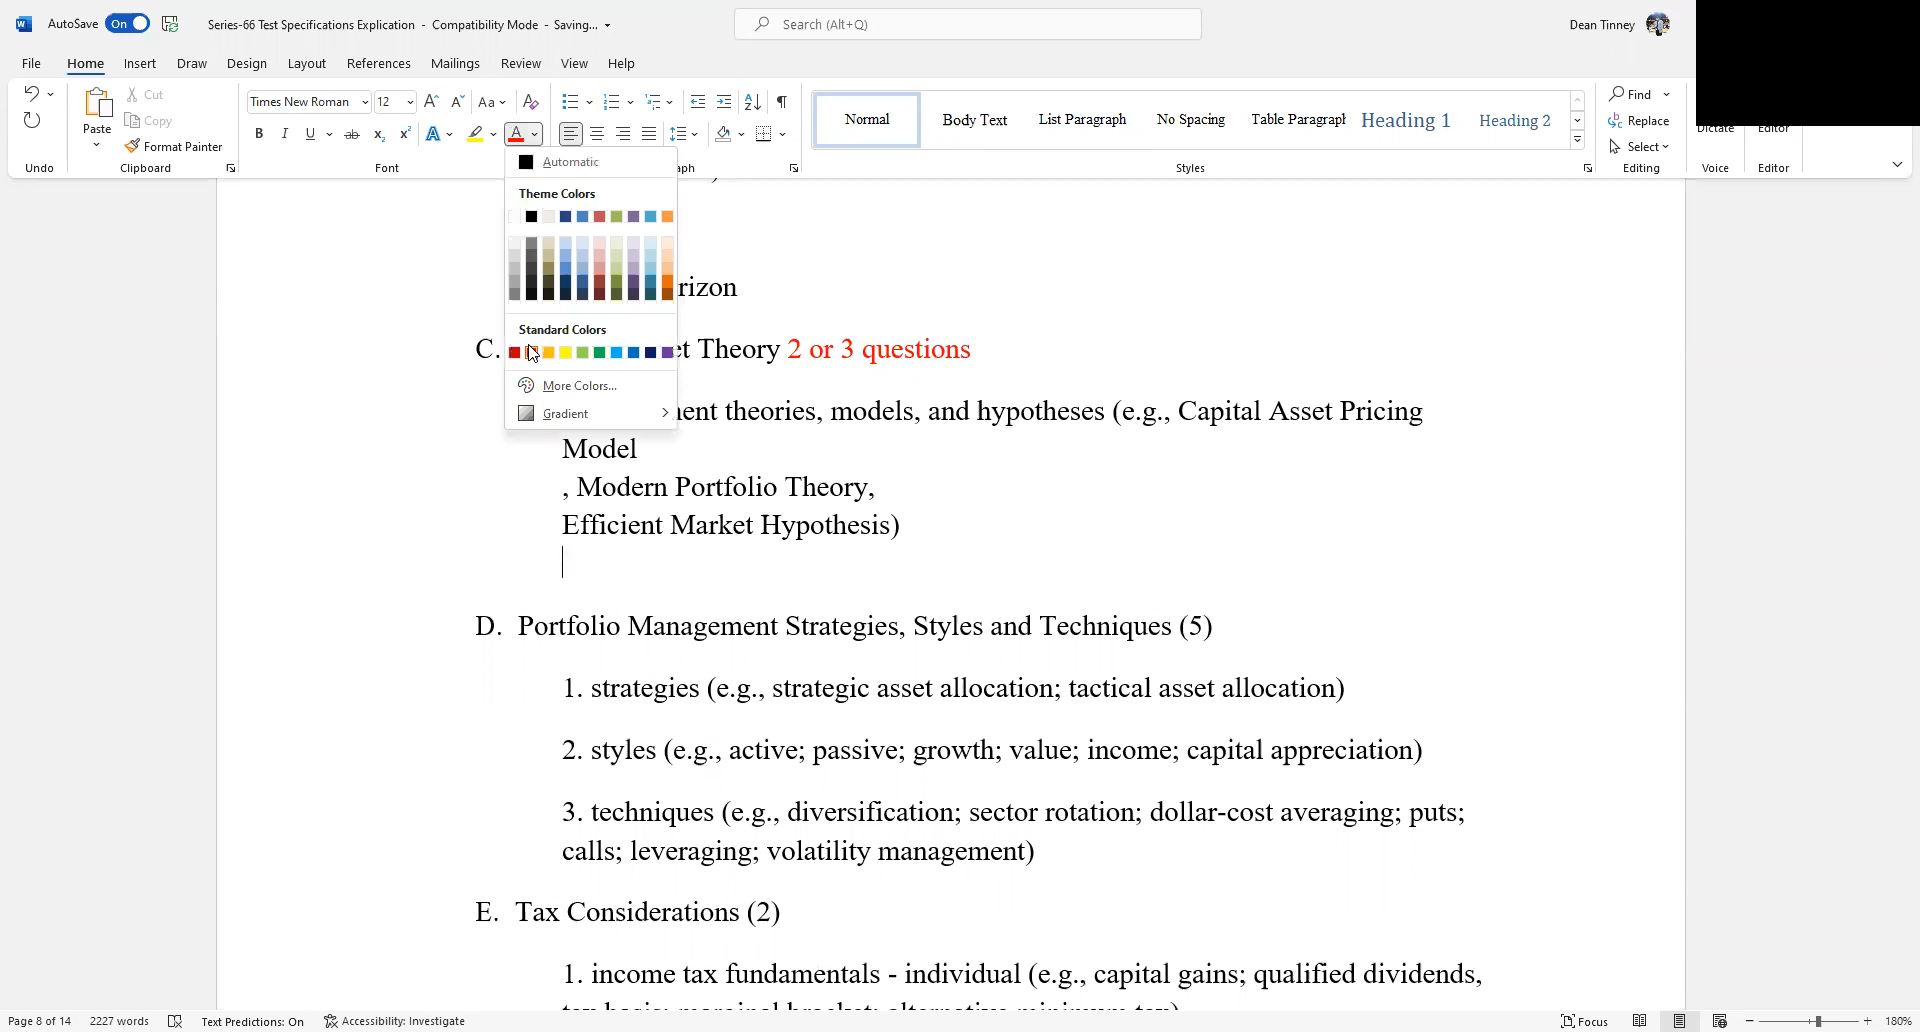 AutoSave On Series-66 Test Specifications Explication - Compatibility Mode - Saving... Search (Alt+Q) Dean Tinney
File Home Insert Draw Design Layout References Mailings Review View Help
Undo
Paste
Cut
Copy
Format Painter
Clipboard
Times New Roman 12
Aa
B I U ab x₂ x² A A
Font
Normal Body Text List Paragraph No Spacing Table Paragraph Heading 1 Heading 2
Styles
Find
Replace
Select
Editing
Dictate
Voice
Editor
Editor
Automatic
Theme Colors
Standard Colors
More Colors...
Gradient
rizon
C. et Theory 2 or 3 questions
ent theories, models, and hypotheses (e.g., Capital Asset Pricing
Model
, Modern Portfolio Theory,
Efficient Market Hypothesis)
D. Portfolio Management Strategies, Styles and Techniques (5)
1. strategies (e.g., strategic asset allocation; tactical asset allocation)
2. styles (e.g., active; passive; growth; value; income; capital appreciation)
3. techniques (e.g., diversification; sector rotation; dollar-cost averaging; puts;
calls; leveraging; volatility management)
E. Tax Considerations (2)
1. income tax fundamentals - individual (e.g., capital gains; qualified dividends,
Page 8 of 14 2227 words Text Predictions: On Accessibility: Investigate Focus 180%